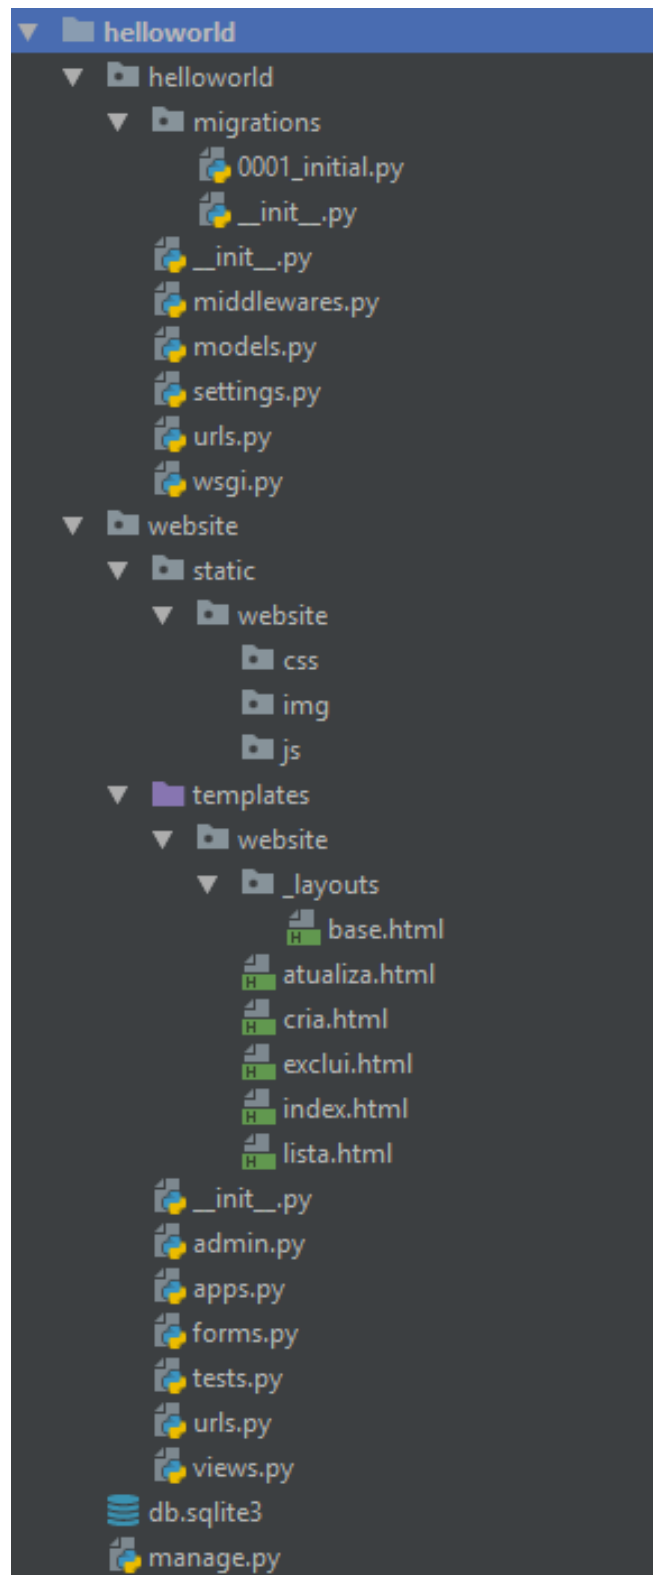 helloworld
helloworld
migrations
0001_initial.py
__init__.py
__init__.py
middlewares.py
models.py
settings.py
urls.py
wsgi.py
website
static
website
css
img
js
templates
website
_layouts
base.html
atualiza.html
cria.html
exclui.html
index.html
lista.html
__init__.py
admin.py
apps.py
forms.py
tests.py
urls.py
views.py
db.sqlite3
manage.py